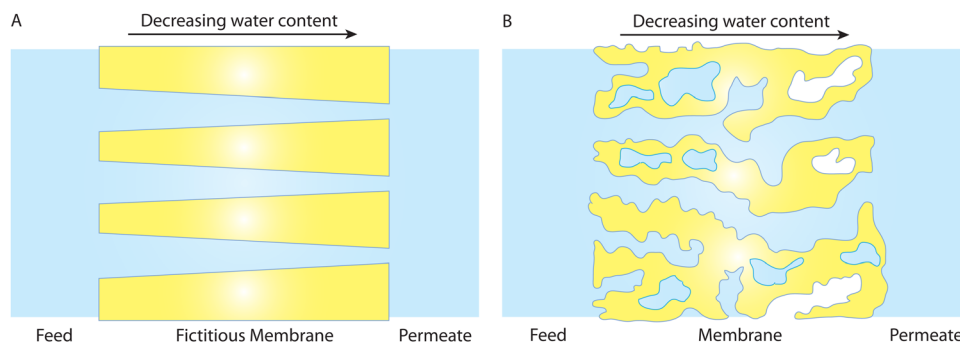 A
Decreasing water content
Feed
Fictitious Membrane
Permeate
B
Decreasing water content
Feed
Membrane
Permeate